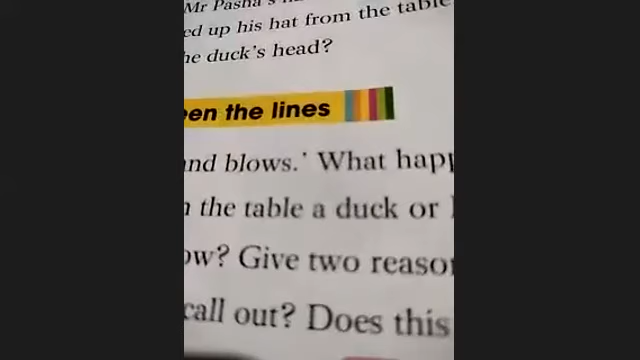 Mr Pasha's
ed up his hat from the table
he duck's head?
een the lines
and blows.' What happ
the table a duck or
ow? Give two reaso
call out? Does this